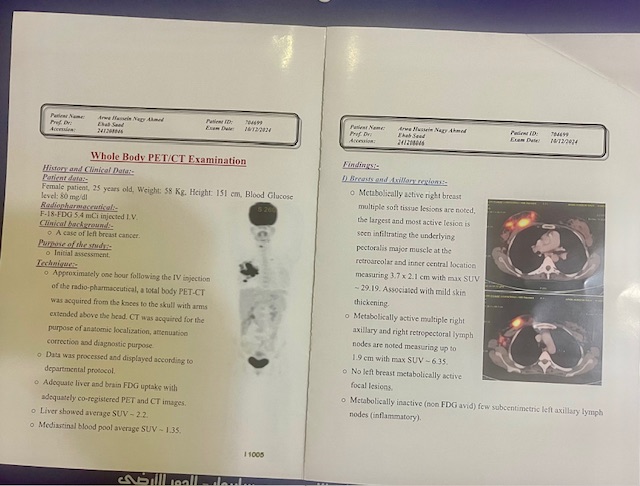 Patient Name: Arwa Hussein Nagy Ahmed Patient ID: 704699
Prof. Dr: Ehab Saad Exam Date: 10/12/2024
Accession: 241208046
Whole Body PET/CT Examination
History and Clinical Data:-
Patient data:-
Female patient, 25 years old, Weight: 58 Kg, Height: 151 cm, Blood Glucose
level: 80 mg/dl
Radiopharmaceutical:-
F-18-FDG 5.4 mCi injected I.V.
Clinical background:-
o A case of left breast cancer.
Purpose of the study:-
o Initial assessment.
Technique:-
o Approximately one hour following the IV injection
of the radio-pharmaceutical, a total body PET-CT
was acquired from the knees to the skull with arms
extended above the head. CT was acquired for the
purpose of anatomic localization, attenuation
correction and diagnostic purpose
o Data was processed and displayed according to
departmental protocol.
o Adequate liver and brain FDG uptake with
adequately co-registered PET and CT images.
o Liver showed average SUV ~ 2.2.
o Mediastinal blood pool average SUV ~ 1.35.
11005
Patient Name: Arwa Hussein Nagy Ahmed Patient ID: 704699
Prof. Dr: Ehab Saad Exam Date: 10/12/2024
Accession: 241208046
Findings:-
I) Breasts and Axillary regions:-
o Metabolically active right breast
multiple soft tissue lesions are noted,
the largest and most active lesion is
seen infiltrating the underlying
pectoralis major muscle at the
retroareolar and inner central location
measuring 3.7 x 2.1 cm with max SUV
~ 29.19. Associated with mild skin
thickening.
o Metabolically active multiple right
axillary and right retropectoral lymph
nodes are noted measuring up to
1.9 cm with max SUV ~ 6.35.
o No left breast metabolically active
focal lesions.
o Metabolically inactive (non FDG avid) few subcentimetric left axillary lymph
nodes (inflammatory).